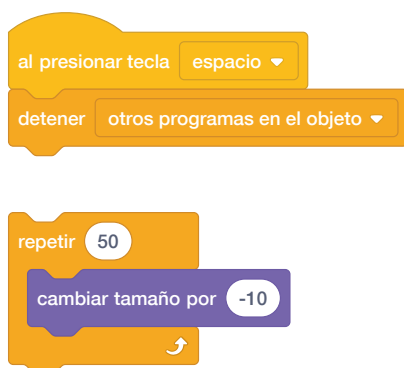 al presionar tecla espacio
detener otros programas en el objeto
repetir 50
cambiar tamaño por -10